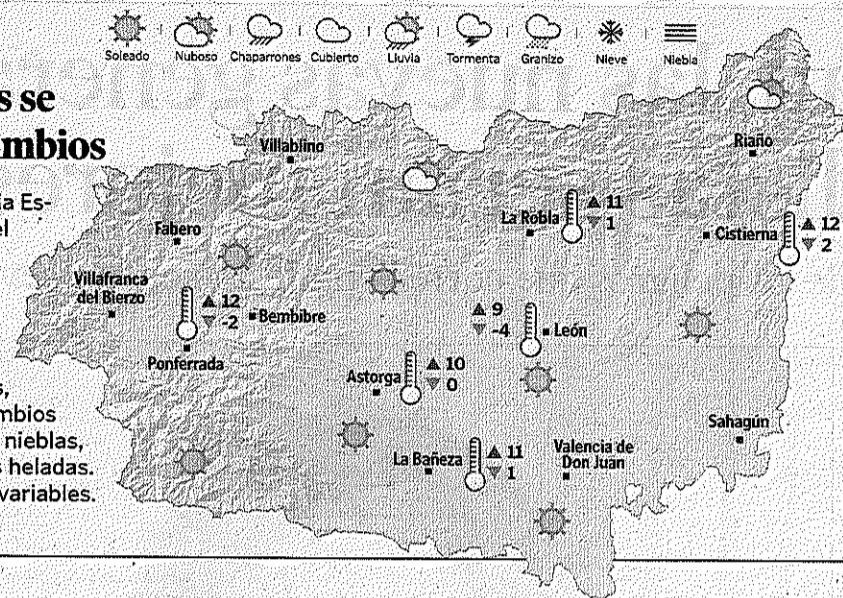 Soleado Nuboso Chaparrones Cubierto Lluvia Tormenta Granizo Nieve Niebla
s se
mbios
ia Es-
el
s,
mbios
nieblas,
s heladas.
variables.
Villablino
Riaño
La Robla
11
1
Fabero
Cistierna
12
2
Villafranca
del Bierzo
12
-2
Bembibre
Ponferrada
9
-4
León
Astorga
10
0
Sahagún
La Bañeza
11
1
Valencia de
Don Juan